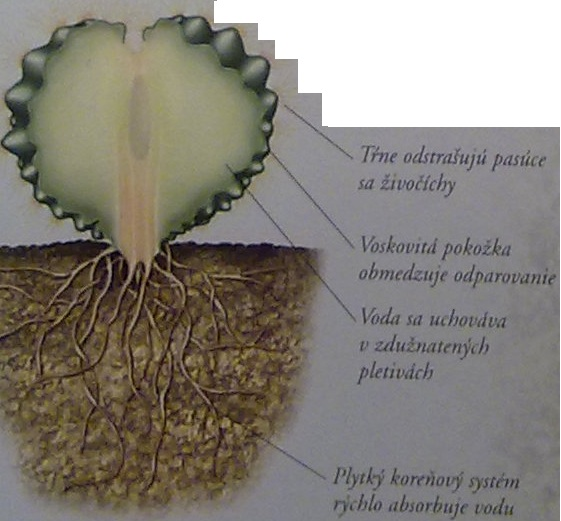 Tŕne odstrašujú pasúce
sa živočíchy
Voskovitá pokožka
obmedzuje odparovanie
Voda sa uchováva
v zdužnatených
pletivách
Plytký koreňový systém
rýchlo absorbuje vodu